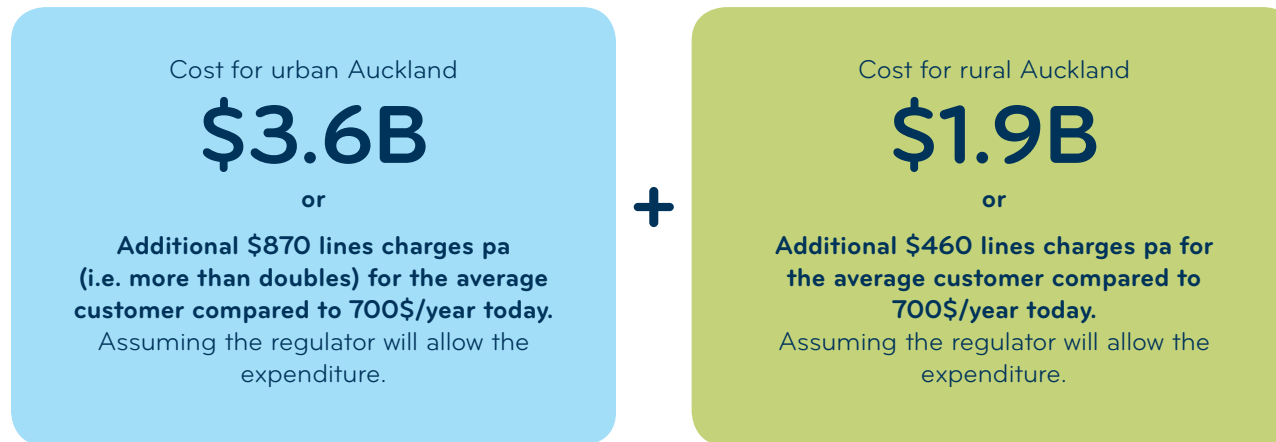 Cost for urban Auckland
$3.6B
or
Additional $870 lines charges pa
(i.e. more than doubles) for the average
customer compared to 700$/year today.
Assuming the regulator will allow the
expenditure.
+
Cost for rural Auckland
$1.9B
or
Additional $460 lines charges pa for
the average customer compared to
700$/year today.
Assuming the regulator will allow the
expenditure.